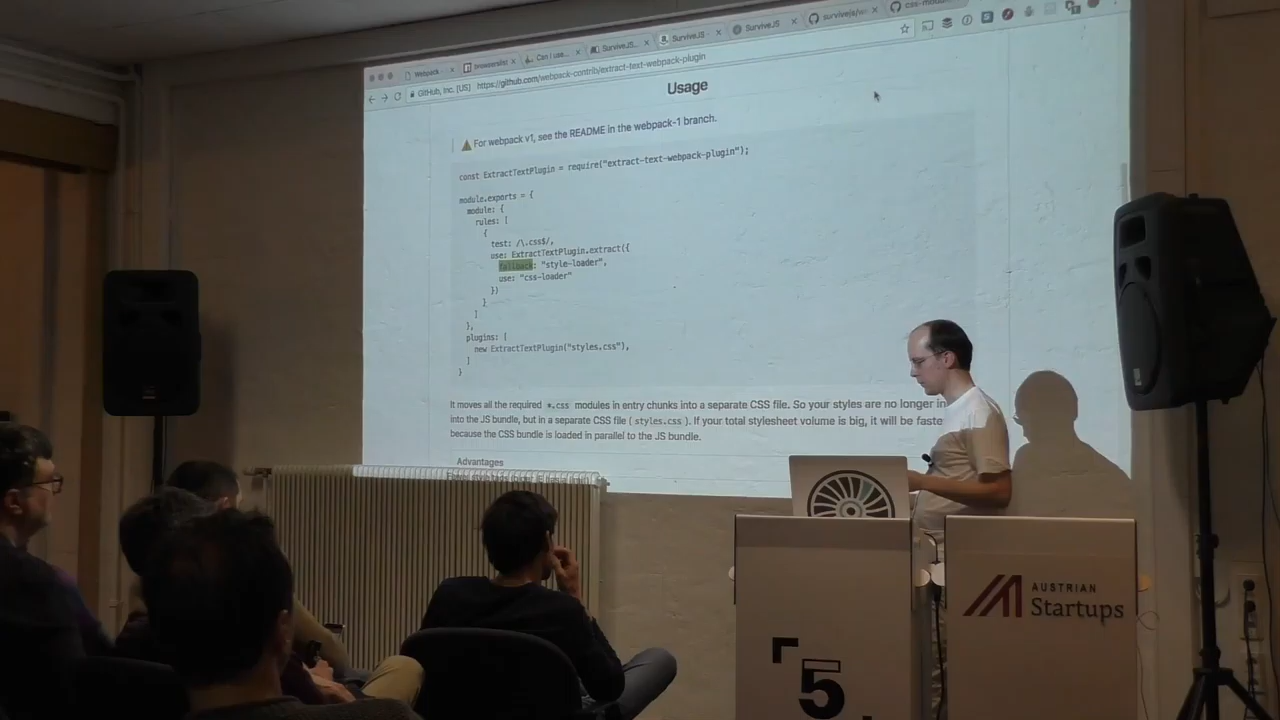 Webpack
browserslist
Can I use...
SurviveJS...
SurviveJS -
SurviveJS
survivejs/w
css-modu
GitHub, Inc. [US]
https://github.com/webpack-contrib/extract-text-webpack-plugin
Usage
For webpack v1, see the README in the webpack-1 branch.
const ExtractTextPlugin = require("extract-text-webpack-plugin");
module.exports = {
module: {
rules: [
{
test: /\.css$/,
use: ExtractTextPlugin.extract({
fallback: "style-loader",
use: "css-loader"
})
}
]
},
plugins: [
new ExtractTextPlugin("styles.css"),
]
}
It moves all the required *.css modules in entry chunks into a separate CSS file. So your styles are no longer in
into the JS bundle, but in a separate CSS file ( styles.css ). If your total stylesheet volume is big, it will be faste
because the CSS bundle is loaded in parallel to the JS bundle.
Advantages
AUSTRIAN
Startups
5